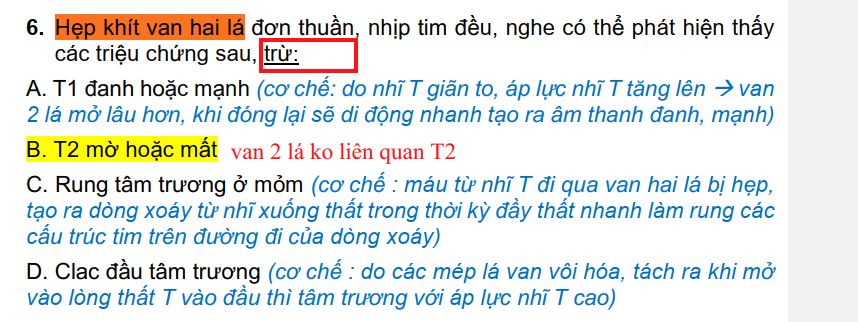 6. Hẹp khít van hai lá đơn thuần, nhịp tim đều, nghe có thể phát hiện thấy
các triệu chứng sau, trừ:
A. T1 đanh hoặc mạnh (cơ chế: do nhĩ T giãn to, áp lực nhĩ T tăng lên → van
2 lá mở lâu hơn, khi đóng lại sẽ di động nhanh tạo ra âm thanh đanh, mạnh)
B. T2 mờ hoặc mất van 2 lá ko liên quan T2
C. Rung tâm trương ở mỏm (cơ chế : máu từ nhĩ T đi qua van hai lá bị hẹp,
tạo ra dòng xoáy từ nhĩ xuống thất trong thời kỳ đầy thất nhanh làm rung các
cấu trúc tim trên đường đi của dòng xoáy)
D. Clac đầu tâm trương (cơ chế : do các mép lá van vôi hóa, tách ra khi mở
vào lòng thất T vào đầu thì tâm trương với áp lực nhĩ T cao)